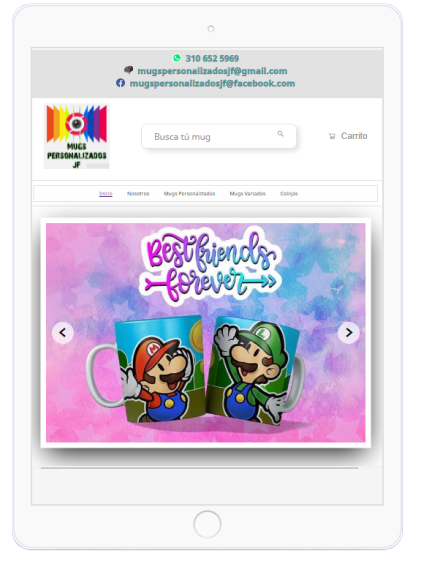 310 652 5969
mugspersonalizadosjf@gmail.com
mugspersonalizadosjf@facebook.com
MUGS
PERSONALIZADOS
JF
Busca tú mug
Carrito
Inicio Nosotros Mugs Personalizados Mugs Variados Dibujas
Best friends
forever
M L